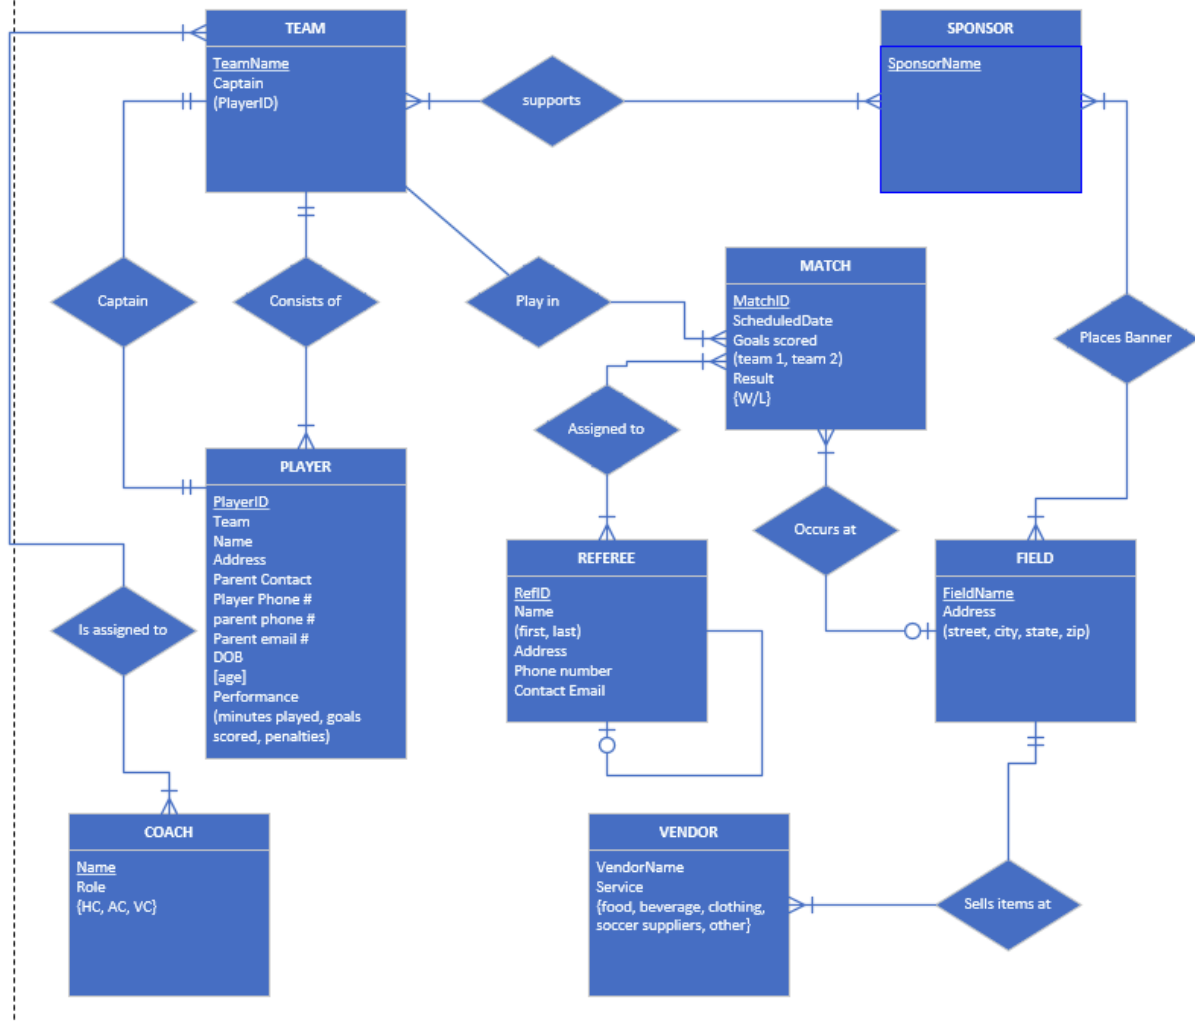 TEAM
TeamName
Captain
(PlayerID)
SPONSOR
SponsorName
supports
Captain
Consists of
Play in
MATCH
MatchID
ScheduledDate
Goals scored
(team 1, team 2)
Result
{W/L}
Places Banner
Assigned to
PLAYER
PlayerID
Team
Name
Address
Parent Contact
Player Phone #
parent phone #
Parent email #
DOB
[age]
Performance
(minutes played, goals
scored, penalties)
Occurs at
REFEREE
RefID
Name
(first, last)
Address
Phone number
Contact Email
FIELD
FieldName
Address
(street, city, state, zip)
Is assigned to
COACH
Name
Role
{HC, AC, VC}
VENDOR
VendorName
Service
{food, beverage, clothing,
soccer suppliers, other}
Sells items at